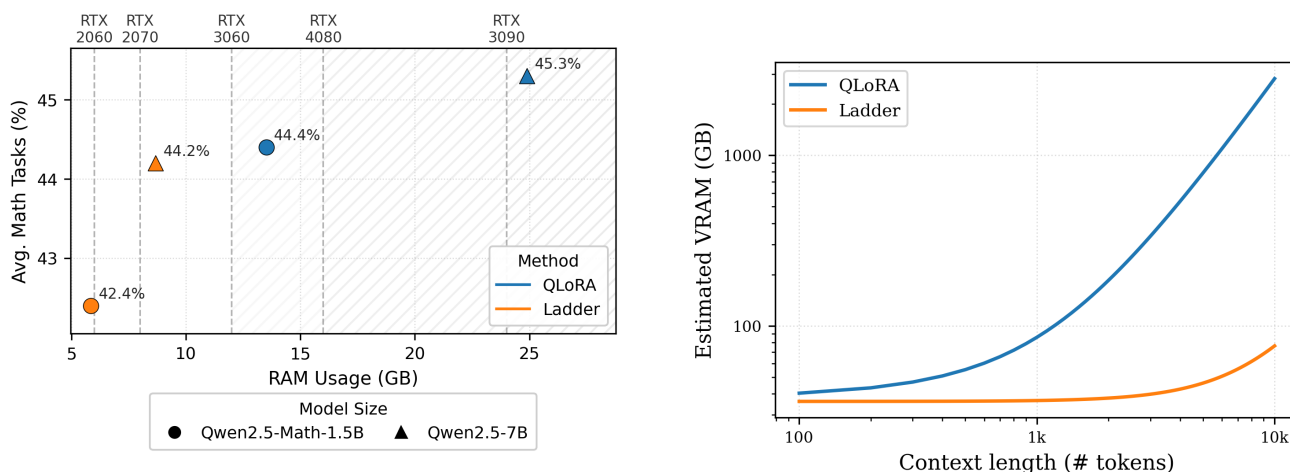 RTX 2060
RTX 2070
RTX 3060
RTX 4080
RTX 3090
45.3%
44.4%
44.2%
42.4%
45
44
43
Avg. Math Tasks (%)
Method
QLoRA
Ladder
5
10
15
20
25
RAM Usage (GB)
Model Size
Qwen2.5-Math-1.5B
Qwen2.5-7B
QLoRA
Ladder
1000
100
Estimated VRAM (GB)
100
1k
10k
Context length (# tokens)